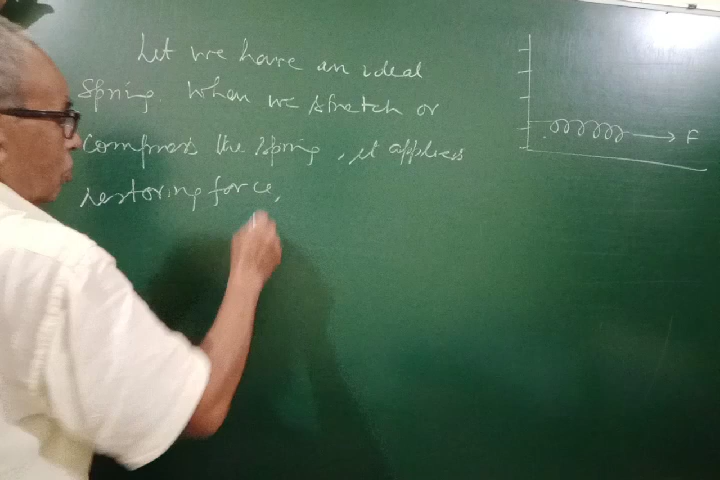 Let we have an ideal
Spring. When we stretch or
compress the spring, it applies
restoring force,
F